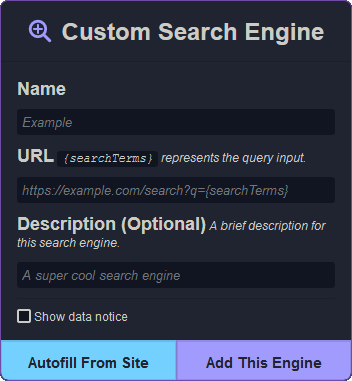 Custom Search Engine
Name
Example
URL {searchTerms} represents the query input.
https://example.com/search?q={searchTerms}
Description (Optional) A brief description for
this search engine.
A super cool search engine
Show data notice
Autofill From Site
Add This Engine